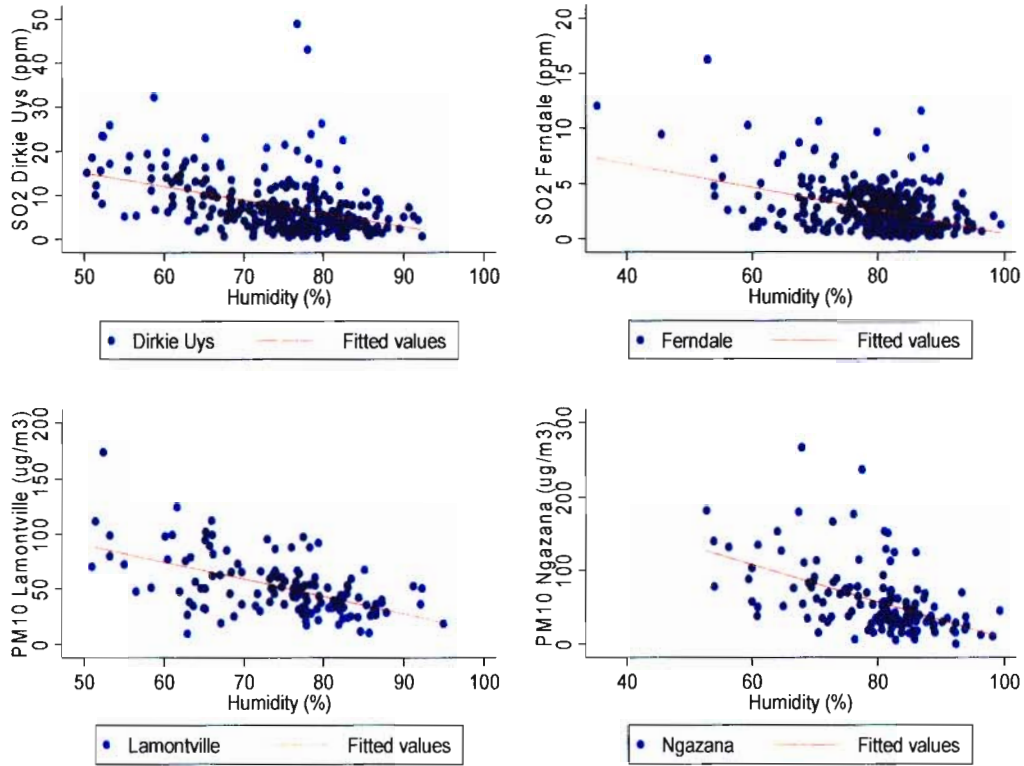 SO2 Dirkie Uys (ppm)
0 10 20 30 40 50
50 60 70 80 90 100
Humidity (%)
Dirkie Uys Fitted values
SO2 Ferndale (ppm)
0 5 10 15 20
40 60 80 100
Humidity (%)
Ferndale Fitted values
PM10 Lamontville (ug/m3)
0 50 100 150 200
50 60 70 80 90 100
Humidity (%)
Lamontville Fitted values
PM10 Ngazana (ug/m3)
0 100 200 300
40 60 80 100
Humidity (%)
Ngazana Fitted values